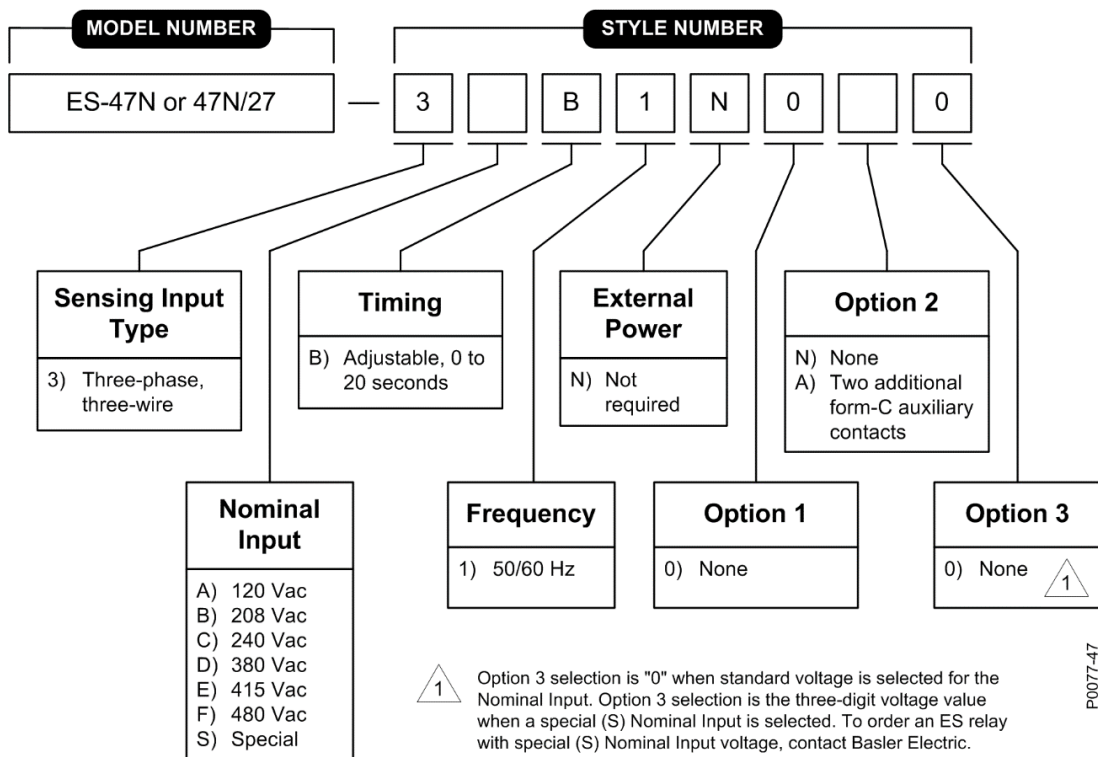 MODEL NUMBER
STYLE NUMBER
ES-47N or 47N/27 — 3 B 1 N 0 0
Sensing Input
Type
3) Three-phase,
three-wire
Timing
B) Adjustable, 0 to
20 seconds
External
Power
N) Not
required
Option 2
N) None
A) Two additional
form-C auxiliary
contacts
Nominal
Input
A) 120 Vac
B) 208 Vac
C) 240 Vac
D) 380 Vac
E) 415 Vac
F) 480 Vac
S) Special
Frequency
1) 50/60 Hz
Option 1
0) None
Option 3
0) None 1
1 Option 3 selection is "0" when standard voltage is selected for the
Nominal Input. Option 3 selection is the three-digit voltage value
when a special (S) Nominal Input is selected. To order an ES relay
with special (S) Nominal Input voltage, contact Basler Electric.
P0077-47